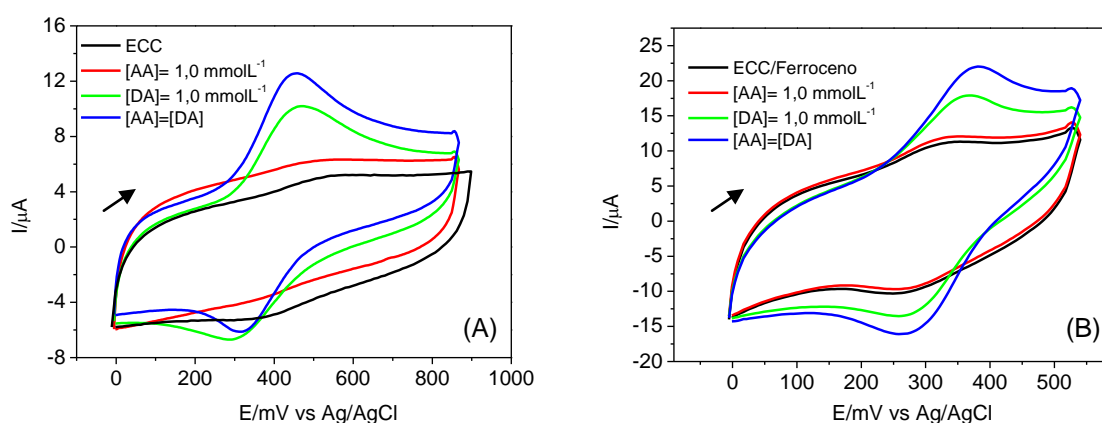 16
12
8
4
0
-4
-8
I/µA
ECC
[AA]= 1,0 mmolL⁻¹
[DA]= 1,0 mmolL⁻¹
[AA]=[DA]
(A)
0 200 400 600 800 1000
E/mV vs Ag/AgCl
25
20
15
10
5
0
-5
-10
-15
-20
I/µA
ECC/Ferroceno
[AA]= 1,0 mmolL⁻¹
[DA]= 1,0 mmolL⁻¹
[AA]=[DA]
(B)
0 100 200 300 400 500
E/mV vs Ag/AgCl